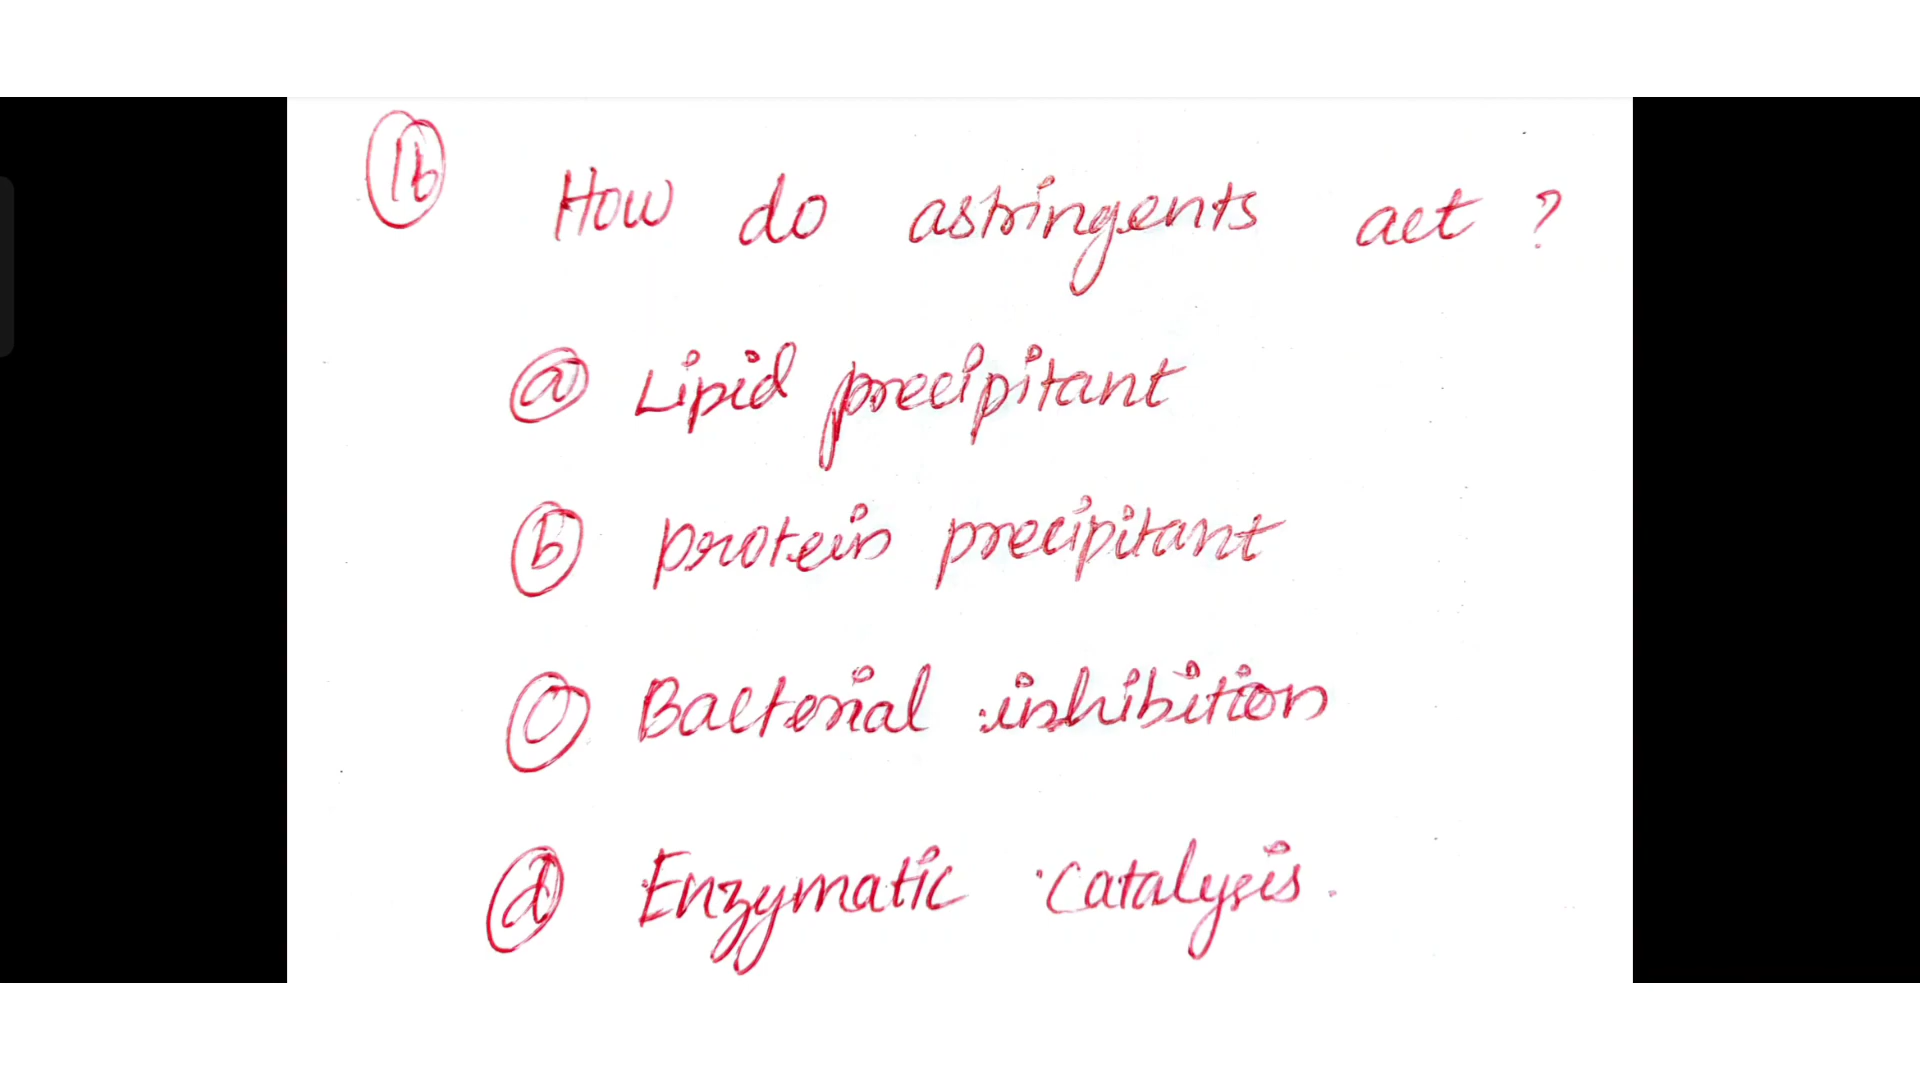 16 How do astringents act ?
a Lipid precipitant
b protein precipitant
c Bacterial inhibition
d Enzymatic catalysis.